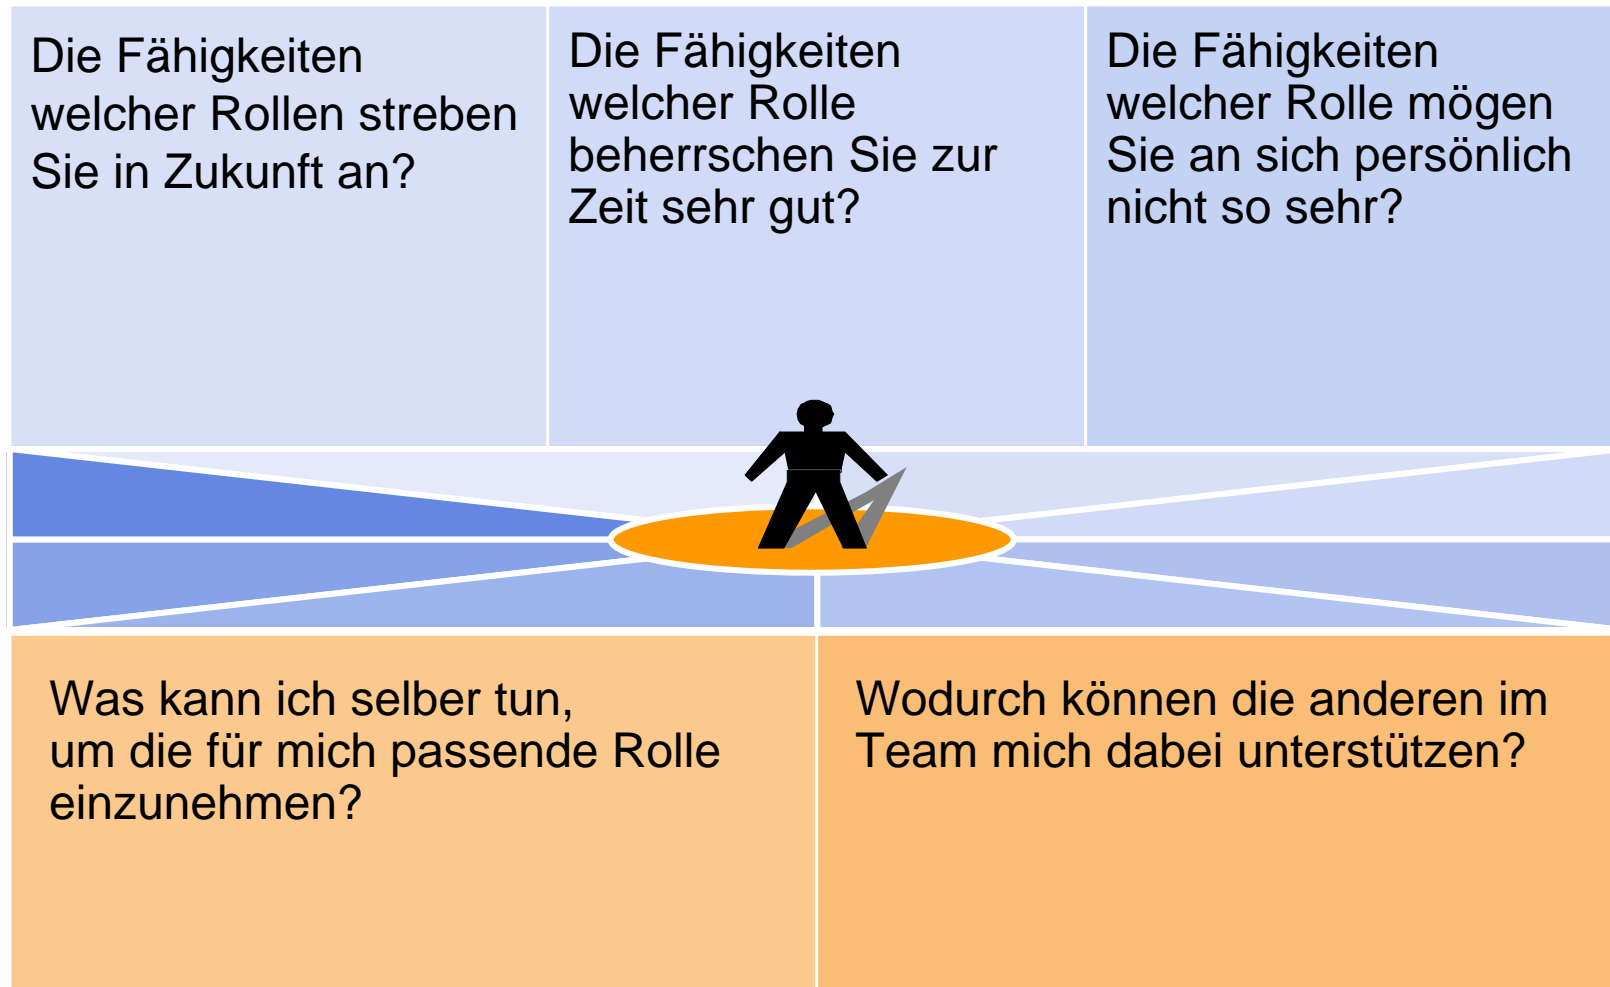 Die Fähigkeiten
welcher Rollen streben
Sie in Zukunft an?
Die Fähigkeiten
welcher Rolle
beherrschen Sie zur
Zeit sehr gut?
Die Fähigkeiten
welcher Rolle mögen
Sie an sich persönlich
nicht so sehr?
Was kann ich selber tun,
um die für mich passende Rolle
einzunehmen?
Wodurch können die anderen im
Team mich dabei unterstützen?